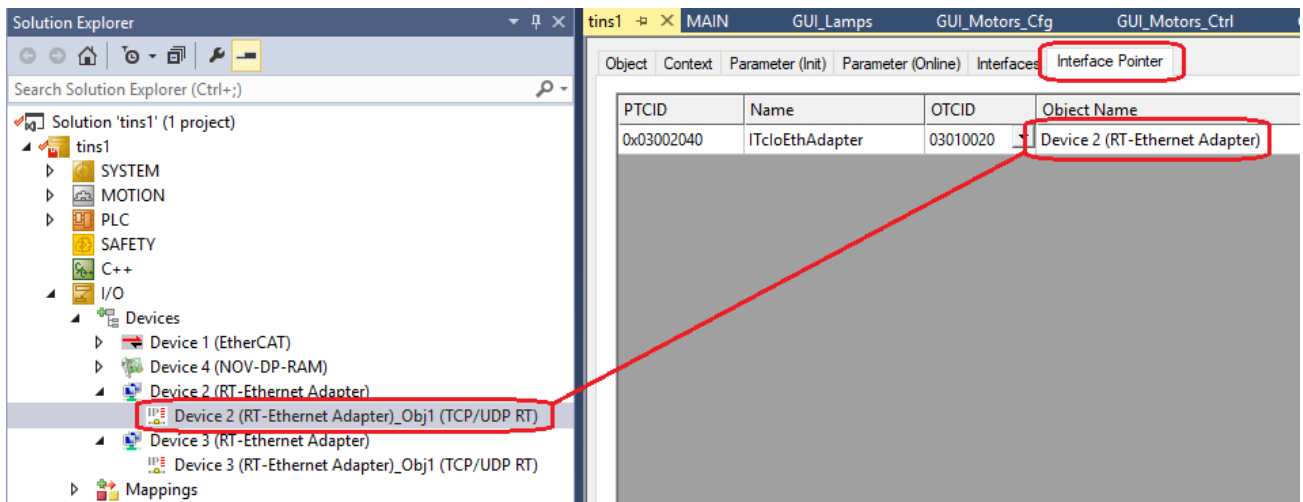 Solution Explorer
Search Solution Explorer (Ctrl+;)
Solution 'tins1' (1 project)
tins1
SYSTEM
MOTION
PLC
SAFETY
C++
I/O
Devices
Device 1 (EtherCAT)
Device 4 (NOV-DP-RAM)
Device 2 (RT-Ethernet Adapter)
Device 2 (RT-Ethernet Adapter)_Obj1 (TCP/UDP RT)
Device 3 (RT-Ethernet Adapter)
Device 3 (RT-Ethernet Adapter)_Obj1 (TCP/UDP RT)
Mappings
tins1 MAIN GUI_Lamps GUI_Motors_Cfg GUI_Motors_Ctrl
Object Context Parameter (Init) Parameter (Online) Interfaces Interface Pointer
PTCID Name OTCID Object Name
0x03002040 ITcIoEthAdapter 03010020 Device 2 (RT-Ethernet Adapter)